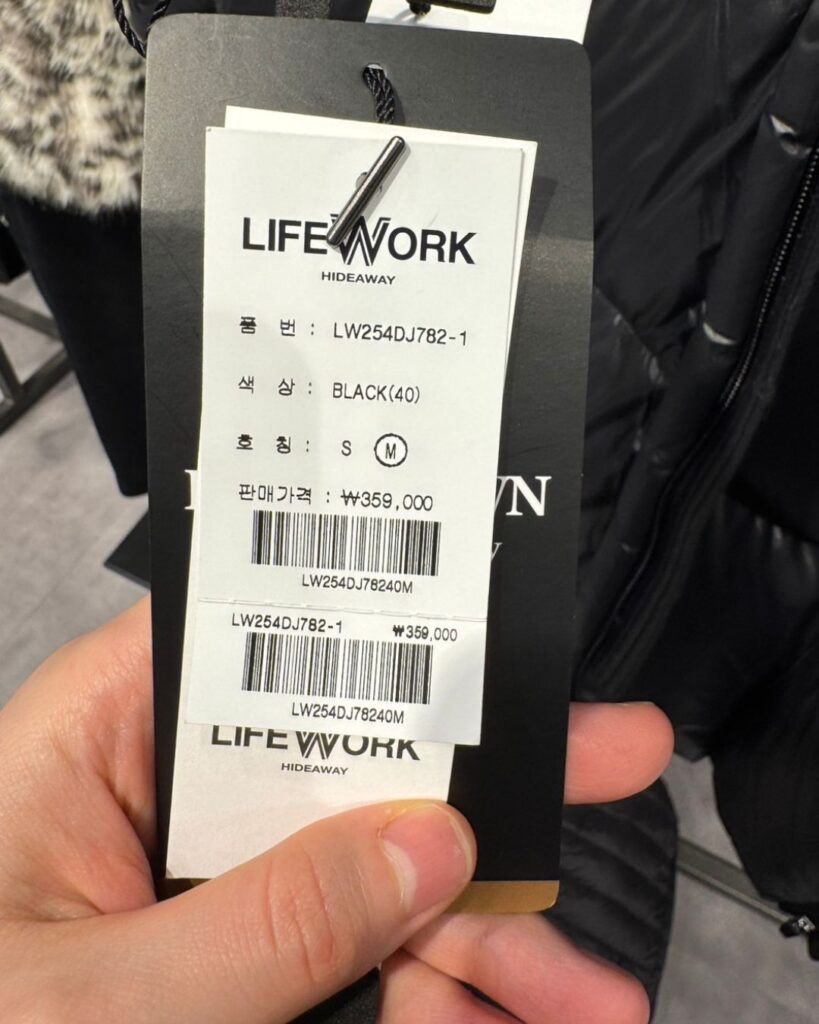 LIFEWORK
HIDEAWAY
품 번 : LW254DJ782-1
색 상 : BLACK(40)
호 칭 : S M
판매가격 : ₩359,000
LW254DJ78240M
LW254DJ782-1 ₩359,000
LW254DJ78240M
LIFEWORK
HIDEAWAY